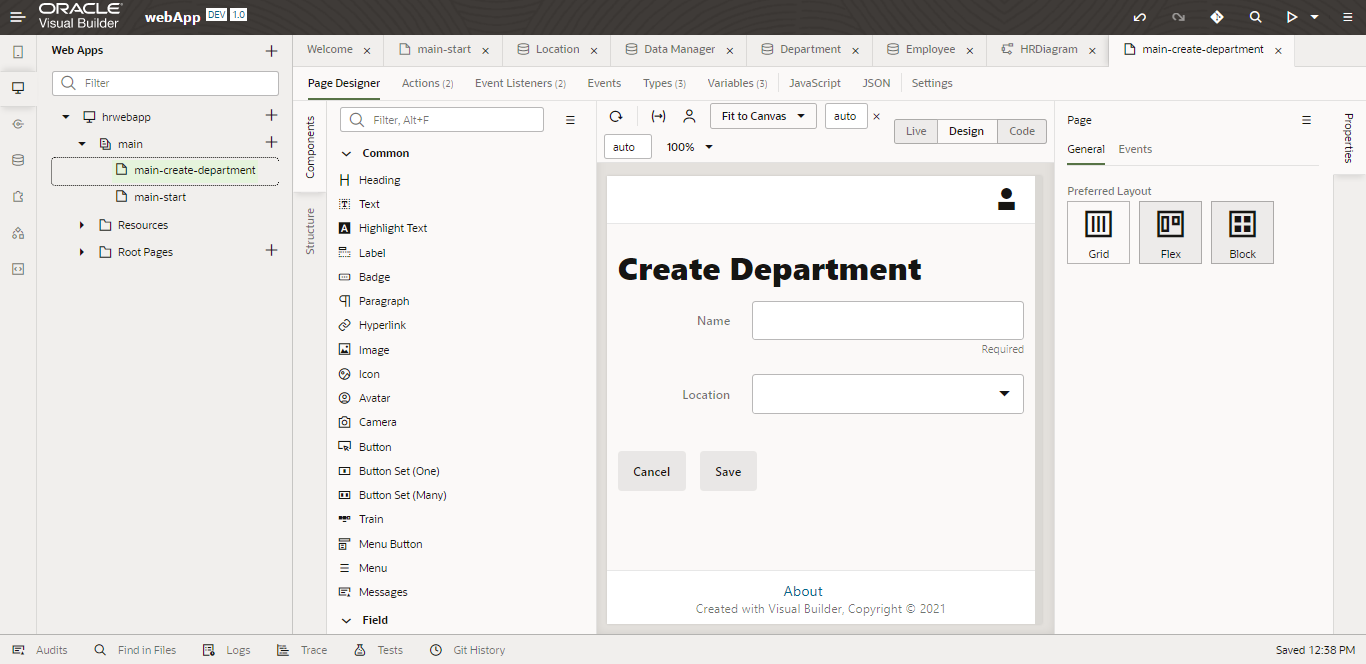 ORACLE
Visual Builder
webApp DEV 1.0
Web Apps
Filter
hrwebapp
main
main-create-department
main-start
Resources
Root Pages
Welcome × main-start × Location × Data Manager × Department × Employee × HRDiagram × main-create-department ×
Page Designer Actions (2) Event Listeners (2) Events Types (3) Variables (3) JavaScript JSON Settings
Components
Structure
Filter, Alt+F
Common
Heading
Text
Highlight Text
Label
Badge
Paragraph
Hyperlink
Image
Icon
Avatar
Camera
Button
Button Set (One)
Button Set (Many)
Train
Menu Button
Menu
Messages
Field
Fit to Canvas auto ×
auto 100%
Live Design Code
Create Department
Name
Required
Location
Cancel Save
About
Created with Visual Builder, Copyright © 2021
Page
General Events
Preferred Layout
Grid Flex Block
Properties
Audits Find in Files Logs Trace Tests Git History Saved 12:38 PM